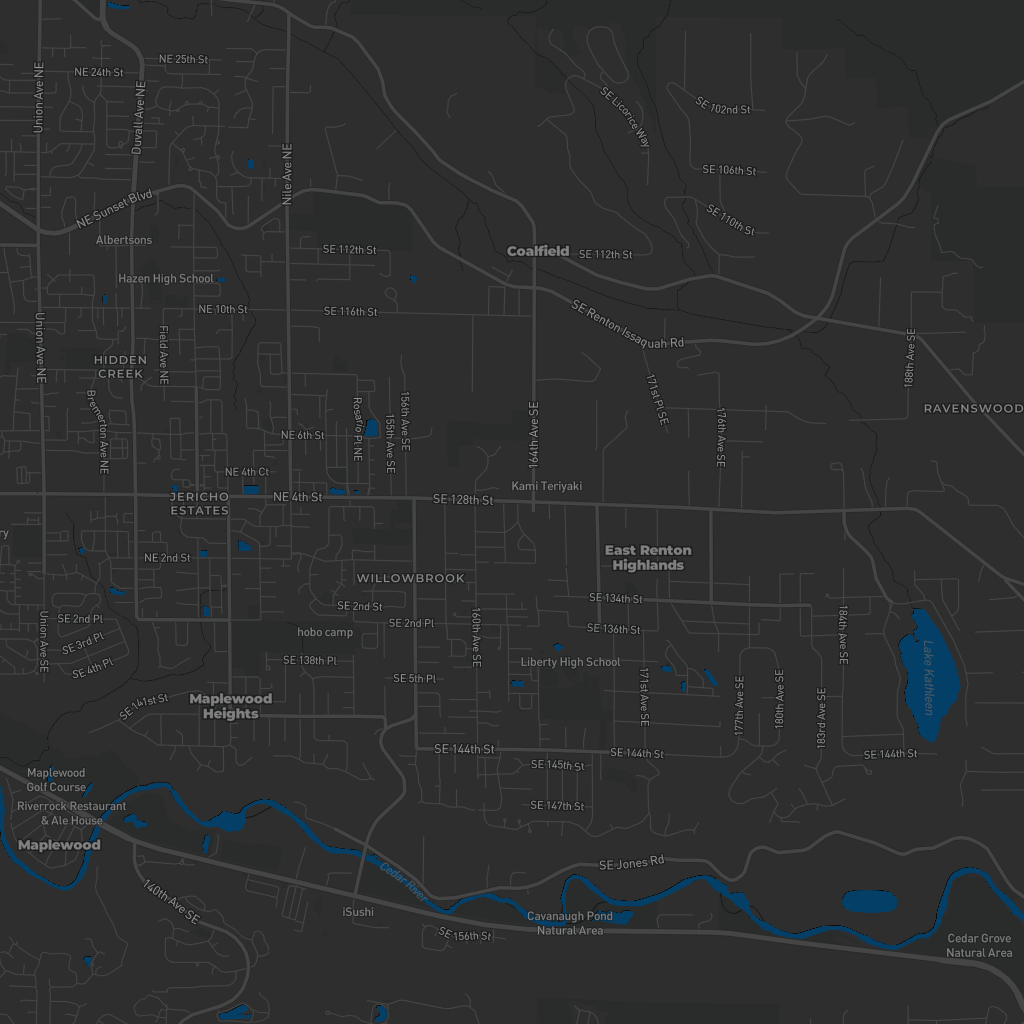 NE 25th St
NE 24th St
Union Ave NE
Duvall Ave NE
SE Licorice Way
SE 102nd St
Nile Ave NE
SE 106th St
NE Sunset Blvd
SE 110th St
Albertsons
SE 112th St
Coalfield
SE 112th St
Hazen High School
NE 10th St
SE 116th St
SE Renton Issaquah Rd
Union Ave NE
Field Ave NE
188th Ave SE
HIDDEN
CREEK
171st Pl SE
Bremerton Ave NE
Rosario Pl NE
155th Ave SE
156th Ave SE
164th Ave SE
176th Ave SE
RAVENSWOOD
NE 6th St
NE 4th Ct
Kami Teriyaki
JERICHO
ESTATES
NE 4th St
SE 128th St
ry
NE 2nd St
East Renton
Highlands
WILLOWBROOK
SE 2nd St
SE 134th St
SE 2nd Pl
SE 2nd Pl
SE 136th St
Union Ave SE
160th Ave SE
184th Ave SE
hobo camp
SE 3rd Pl
SE 138th Pl
Liberty High School
SE 4th Pl
SE 5th Pl
Lake Kathleen
SE 141st St
Maplewood
Heights
171st Ave SE
177th Ave SE
180th Ave SE
183rd Ave SE
SE 144th St
SE 144th St
SE 144th St
SE 145th St
Maplewood
Golf Course
Riverrock Restaurant
& Ale House
SE 147th St
Maplewood
SE Jones Rd
Cedar River
140th Ave SE
iSushi
Cavanaugh Pond
Natural Area
SE 156th St
Cedar Grove
Natural Area